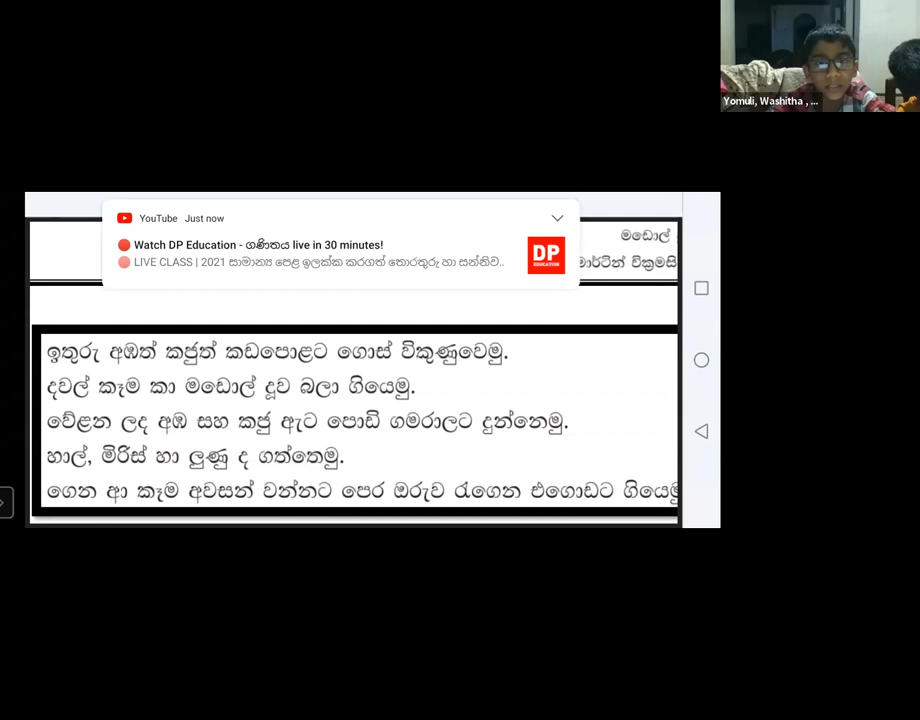 Yomuli, Washitha , ...
YouTube Just now
Watch DP Education - ගණිතය live in 30 minutes!
LIVE CLASS | 2021 සාමාන්‍ය පෙළ ඉලක්ක කරගත් තොරතුරු හා සන්නිව..
DP
EDUCATION
මඩොල්
මාර්ටින් වික්‍රමසි
ඉතුරු අඹත් කජුත් කඩපොළට ගොස් විකුණුවෙමු.
දවල් කෑම කා මඩොල් දූව බලා ගියෙමු.
වේළන ලද අඹ සහ කජු ඇට පොඩි ගමරාලට දුන්නෙමු.
හාල්, මිරිස් හා ලුණු ද ගත්තෙමු.
ගෙන ආ කෑම අවසන් වන්නට පෙර ඔරුව රැගෙන එගොඩට ගියෙමු